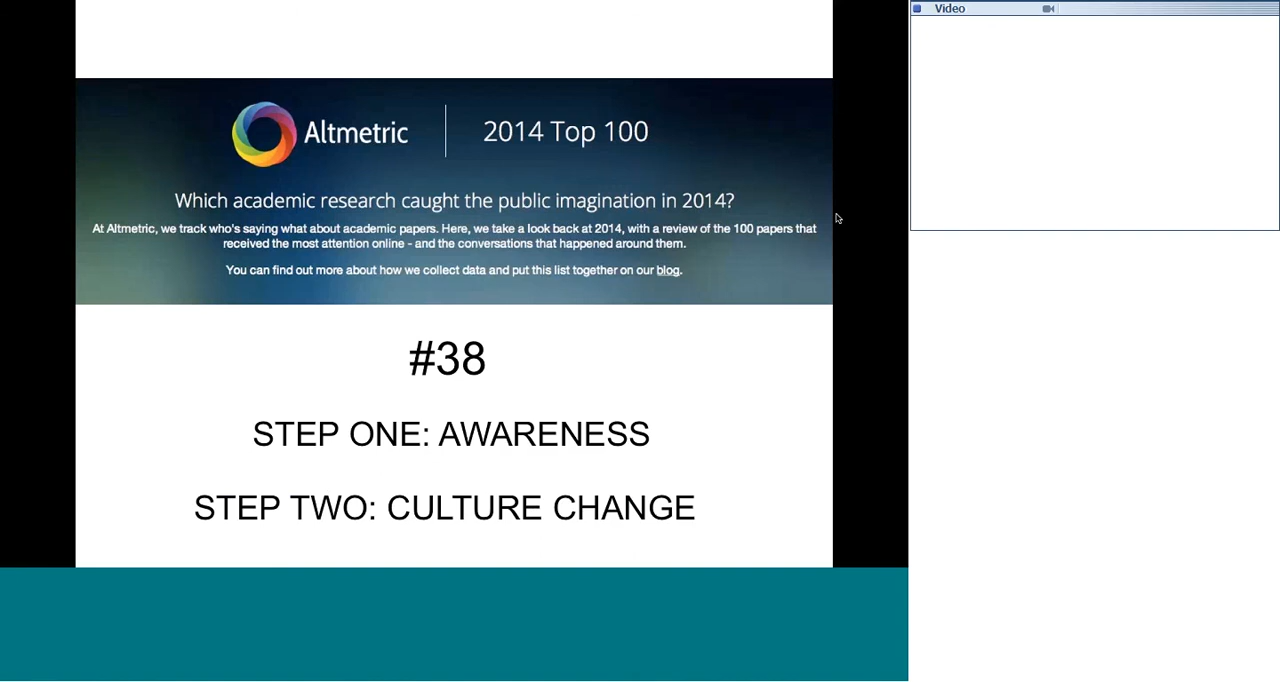 Video
Altmetric
2014 Top 100
Which academic research caught the public imagination in 2014?
At Altmetric, we track who's saying what about academic papers. Here, we take a look back at 2014, with a review of the 100 papers that
received the most attention online - and the conversations that happened around them.
You can find out more about how we collect data and put this list together on our blog.
#38
STEP ONE: AWARENESS
STEP TWO: CULTURE CHANGE